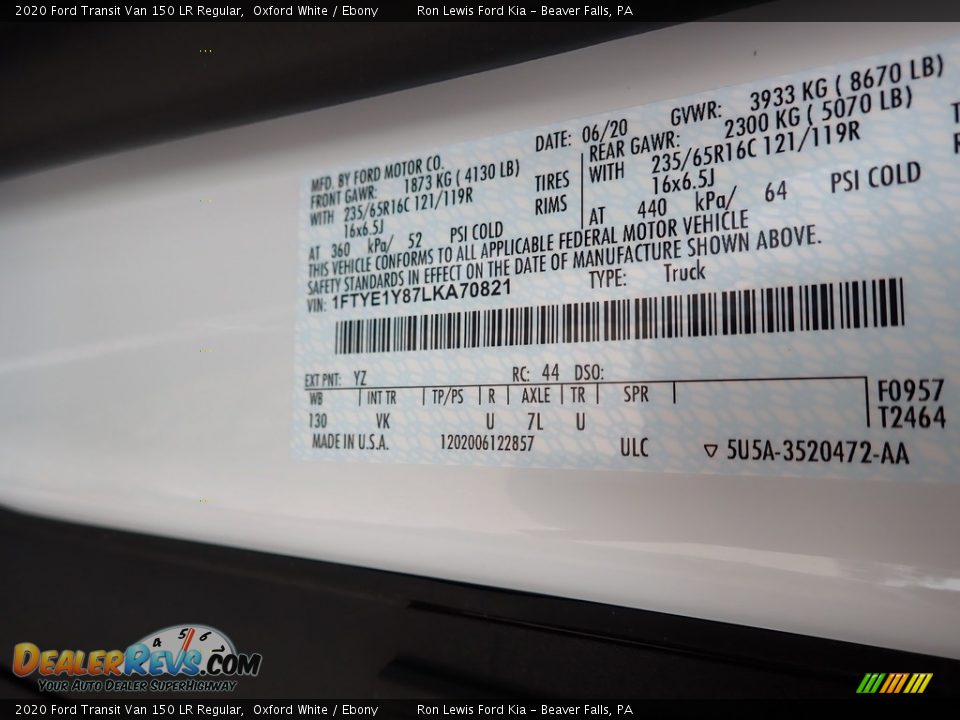 2020 Ford Transit Van 150 LR Regular, Oxford White / Ebony Ron Lewis Ford Kia - Beaver Falls, PA
MFD. BY FORD MOTOR CO. DATE: 06/20 GVWR: 3933 KG ( 8670 LB)
FRONT GAWR: 1873 KG ( 4130 LB) REAR GAWR: 2300 KG ( 5070 LB)
WITH 235/65R16C 121/119R TIRES WITH 235/65R16C 121/119R
16x6.5J RIMS 16x6.5J
AT 360 kPa/ 52 PSI COLD AT 440 kPa/ 64 PSI COLD
THIS VEHICLE CONFORMS TO ALL APPLICABLE FEDERAL MOTOR VEHICLE
SAFETY STANDARDS IN EFFECT ON THE DATE OF MANUFACTURE SHOWN ABOVE.
VIN: 1FTYE1Y87LKA70821 TYPE: Truck
EXT PNT: YZ RC: 44 DSO:
WB INT TR TP/PS R AXLE TR SPR F0957
130 VK U 7L U T2464
MADE IN U.S.A. 1202006122857 ULC 5U5A-3520472-AA
4 5 6
DEALERREVS.COM
YOUR AUTO DEALER SUPERHIGHWAY
2020 Ford Transit Van 150 LR Regular, Oxford White / Ebony Ron Lewis Ford Kia - Beaver Falls, PA